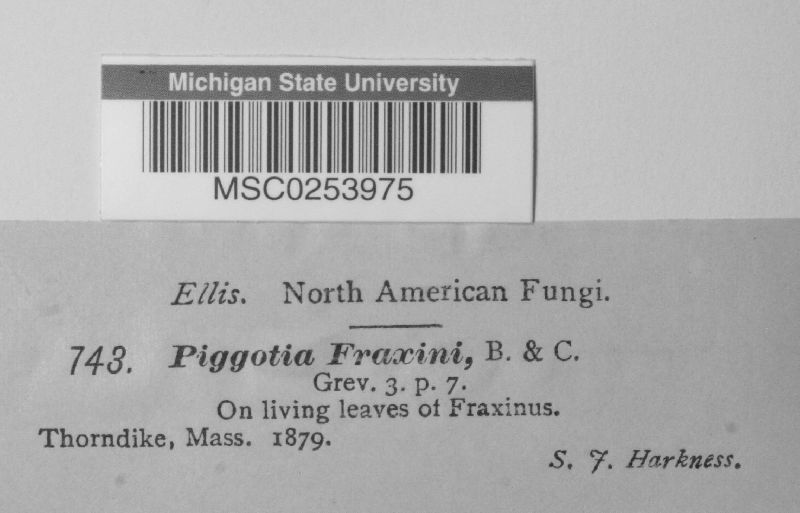 Michigan State University
MSC0253975
Ellis. North American Fungi.
743. Piggotia Fraxini, B. & C.
Grev. 3. p. 7.
On living leaves of Fraxinus.
Thorndike, Mass. 1879.
S. J. Harkness.